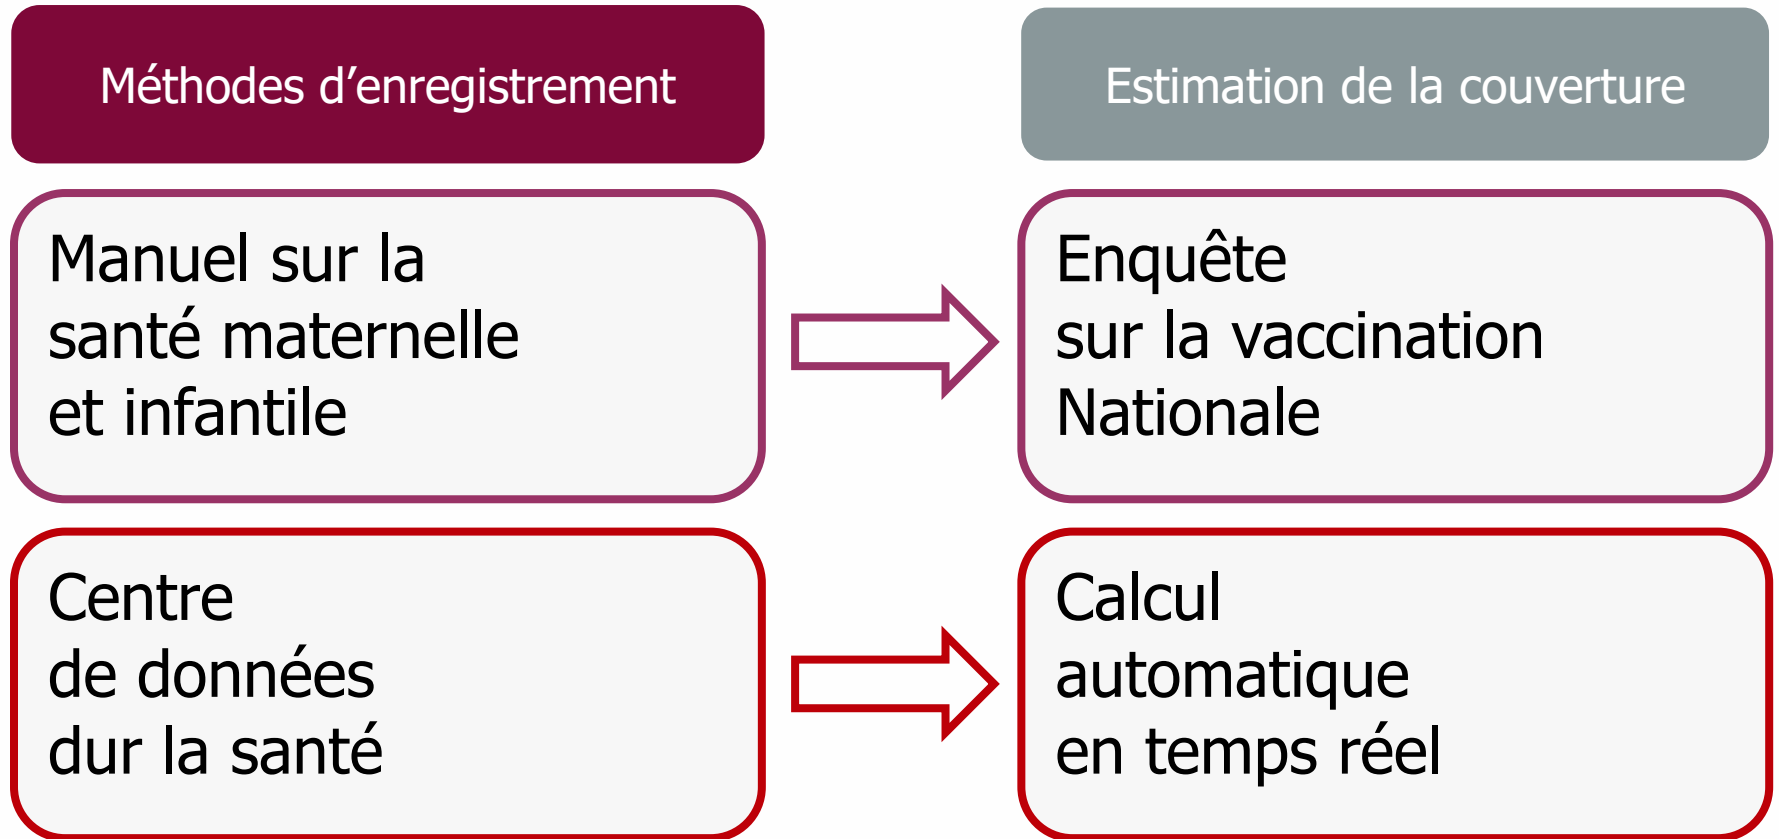 Méthodes d’enregistrement
Estimation de la couverture
Manuel sur la
santé maternelle
et infantile
Enquête
sur la vaccination
Nationale
Centre
de données
dur la santé
Calcul
automatique
en temps réel